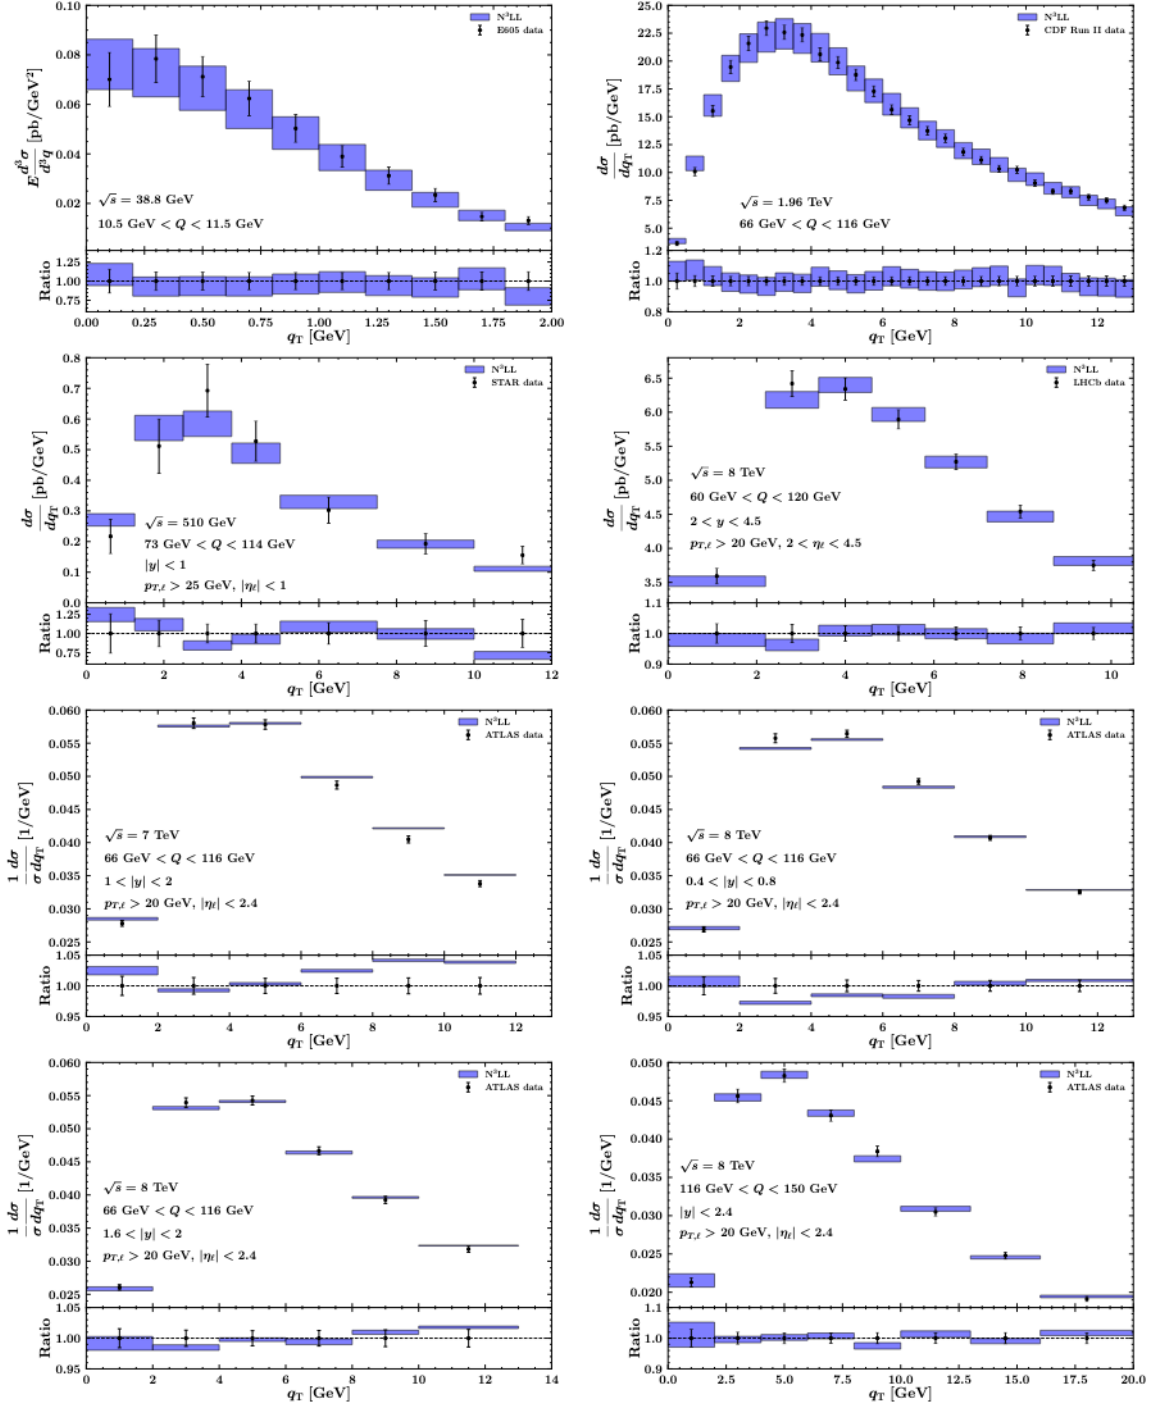 N³LL
E605 data
E d³σ/d³q [pb/GeV²]
0.10
0.08
0.06
0.04
0.02
√s = 38.8 GeV
10.5 GeV < Q < 11.5 GeV
Ratio
1.25
1.00
0.75
0.00 0.25 0.50 0.75 1.00 1.25 1.50 1.75 2.00
qT [GeV]
N³LL
CDF Run II data
dσ/dqT [pb/GeV]
25.0
22.5
20.0
17.5
15.0
12.5
10.0
7.5
5.0
√s = 1.96 TeV
66 GeV < Q < 116 GeV
Ratio
1.2
1.0
0.8
0 2 4 6 8 10 12
qT [GeV]
N³LL
STAR data
dσ/dqT [pb/GeV]
0.8
0.7
0.6
0.5
0.4
0.3
0.2
0.1
0.0
√s = 510 GeV
73 GeV < Q < 114 GeV
|y| < 1
pT,ℓ > 25 GeV, |ηℓ| < 1
Ratio
1.25
1.00
0.75
0 2 4 6 8 10 12
qT [GeV]
N³LL
LHCb data
dσ/dqT [pb/GeV]
6.5
6.0
5.5
5.0
4.5
4.0
3.5
√s = 8 TeV
60 GeV < Q < 120 GeV
2 < y < 4.5
pT,ℓ > 20 GeV, 2 < ηℓ < 4.5
Ratio
1.1
1.0
0.9
0 2 4 6 8 10
qT [GeV]
N³LL
ATLAS data
1/σ dσ/dqT [1/GeV]
0.060
0.055
0.050
0.045
0.040
0.035
0.030
0.025
√s = 7 TeV
66 GeV < Q < 116 GeV
1 < |y| < 2
pT,ℓ > 20 GeV, |ηℓ| < 2.4
Ratio
1.05
1.00
0.95
0 2 4 6 8 10 12
qT [GeV]
N³LL
ATLAS data
1/σ dσ/dqT [1/GeV]
0.060
0.055
0.050
0.045
0.040
0.035
0.030
0.025
√s = 8 TeV
66 GeV < Q < 116 GeV
0.4 < |y| < 0.8
pT,ℓ > 20 GeV, |ηℓ| < 2.4
Ratio
1.05
1.00
0.95
0 2 4 6 8 10 12
qT [GeV]
N³LL
ATLAS data
1/σ dσ/dqT [1/GeV]
0.060
0.055
0.050
0.045
0.040
0.035
0.030
0.025
√s = 8 TeV
66 GeV < Q < 116 GeV
1.6 < |y| < 2
pT,ℓ > 20 GeV, |ηℓ| < 2.4
Ratio
1.05
1.00
0.95
0 2 4 6 8 10 12 14
qT [GeV]
N³LL
ATLAS data
1/σ dσ/dqT [1/GeV]
0.050
0.045
0.040
0.035
0.030
0.025
0.020
√s = 8 TeV
116 GeV < Q < 150 GeV
|y| < 2.4
pT,ℓ > 20 GeV, |ηℓ| < 2.4
Ratio
1.1
1.0
0.9
0.0 2.5 5.0 7.5 10.0 12.5 15.0 17.5 20.0
qT [GeV]